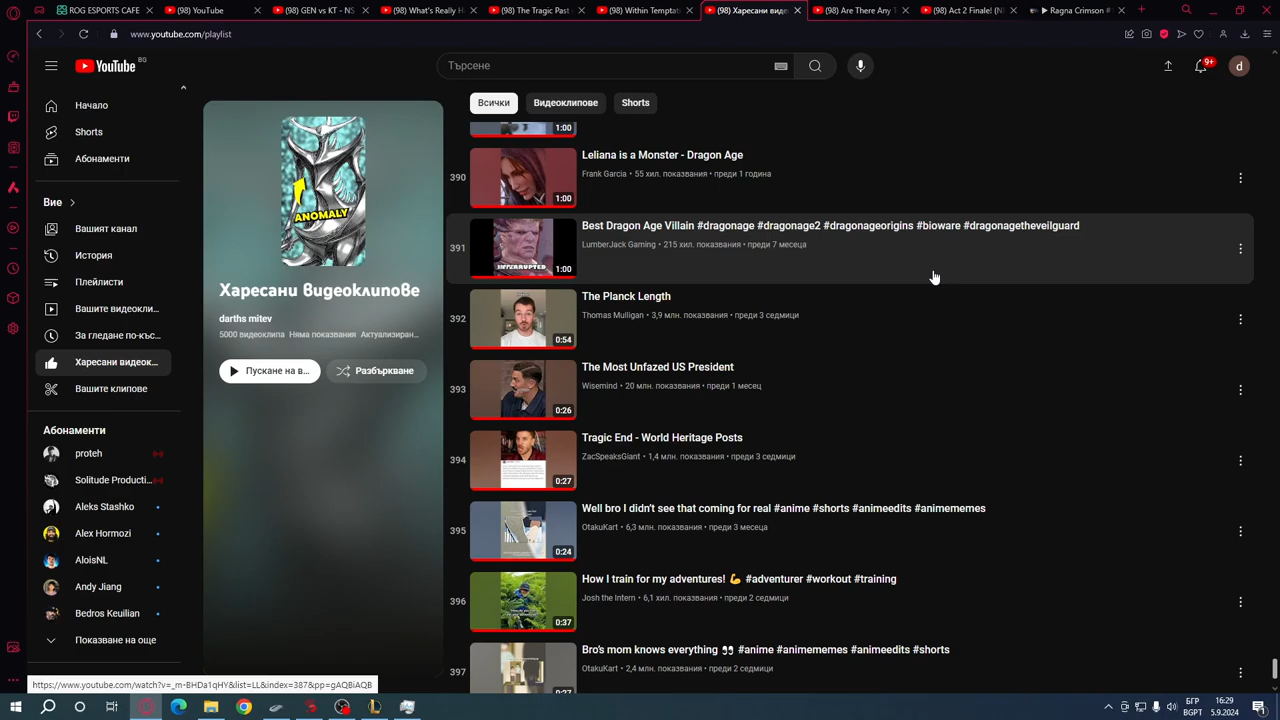 ROG ESPORTS CAFE
(98) YouTube
(98) GEN vs KT - NS
(98) What's Really H
(98) The Tragic Past
(98) Within Temptati
(98) Харесани видеок
(98) Are There Any T
(98) Act 2 Finale! (N
Ragna Crimson #
www.youtube.com/playlist
YouTube BG
Търсене
9+
d
Начало
Shorts
Абонаменти
Вие
Вашият канал
История
Плейлисти
Вашите видеокли...
За гледане по-къс...
Харесани видеок...
Вашите клипове
Абонаменти
proteh
Solitude Producti...
Aleks Stashko
Alex Hormozi
AloisNL
Andy Jiang
Bedros Keuilian
Показване на още
ANOMALY
Харесани видеоклипове
darths mitev
5000 видеоклипа Няма показвания Актуализиран...
Пускане на в...
Разбъркване
Всички
Видеоклипове
Shorts
1:00
390
1:00
Leliana is a Monster - Dragon Age
Frank Garcia • 55 хил. показвания • преди 1 година
391
INTERRUPTED
1:00
Best Dragon Age Villain #dragonage #dragonage2 #dragonageorigins #bioware #dragonagetheveilguard
LumberJack Gaming • 215 хил. показвания • преди 7 месеца
392
0:54
The Planck Length
Thomas Mulligan • 3,9 млн. показвания • преди 3 седмици
393
0:26
The Most Unfazed US President
Wisemind • 20 млн. показвания • преди 1 месец
394
0:27
Tragic End - World Heritage Posts
ZacSpeaksGiant • 1,4 млн. показвания • преди 3 седмици
395
0:24
Well bro I didn't see that coming for real #anime #shorts #animeedits #animememes
OtakuKart • 6,3 млн. показвания • преди 3 месеца
396
0:37
How I train for my adventures! 💪 #adventurer #workout #training
Josh the Intern • 6,1 хил. показвания • преди 2 седмици
397
0:27
Bro's mom knows everything 👀 #anime #animememes #animeedits #shorts
OtakuKart • 2,4 млн. показвания • преди 2 седмици
https://www.youtube.com/watch?v=_m-BHDa1qHY&list=LL&index=387&pp=gAQBiAQB
БГР
BGPT
16:29
5.9.2024